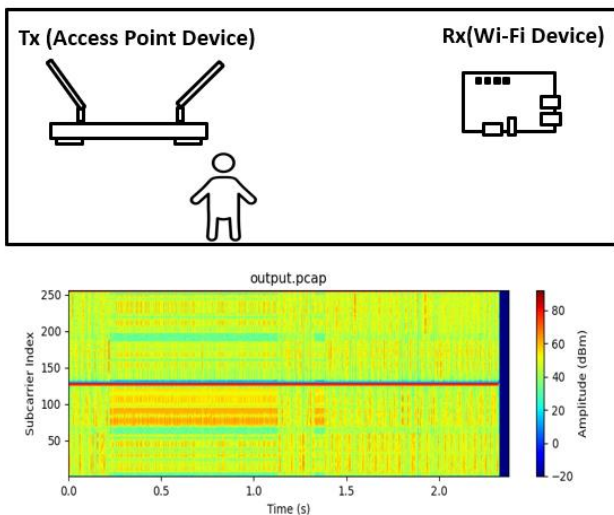 Tx (Access Point Device)
Rx(Wi-Fi Device)
output.pcap
250
200
150
100
50
Subcarrier Index
0.0
0.5
1.0
1.5
2.0
Time (s)
80
60
40
20
0
−20
Amplitude (dBm)